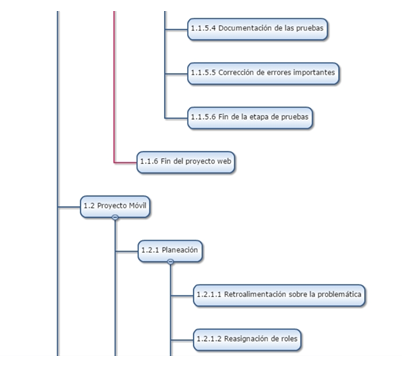 1.1.5.4 Documentación de las pruebas
1.1.5.5 Corrección de errores importantes
1.1.5.6 Fin de la etapa de pruebas
1.1.6 Fin del proyecto web
1.2 Proyecto Móvil
1.2.1 Planeación
1.2.1.1 Retroalimentación sobre la problemática
1.2.1.2 Reasignación de roles